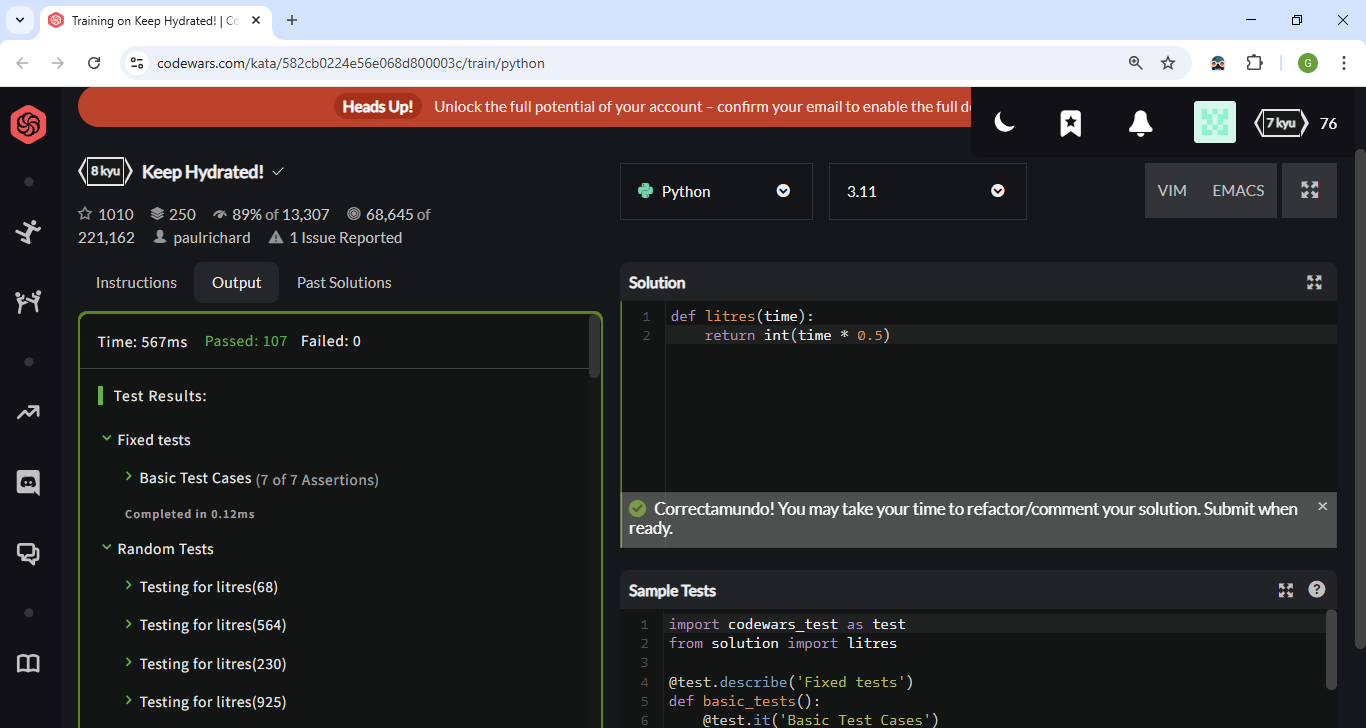 Training on Keep Hydrated! | Co
codewars.com/kata/582cb0224e56e068d800003c/train/python
G
Heads Up! Unlock the full potential of your account – confirm your email to enable the full de
7 kyu 76
8 kyu Keep Hydrated!
1010 250 89% of 13,307 68,645 of
221,162 paulrichard 1 Issue Reported
Python
3.11
VIM EMACS
Instructions Output Past Solutions
Time: 567ms Passed: 107 Failed: 0
Test Results:
Fixed tests
Basic Test Cases (7 of 7 Assertions)
Completed in 0.12ms
Random Tests
Testing for litres(68)
Testing for litres(564)
Testing for litres(230)
Testing for litres(925)
Solution
1 def litres(time):
2 return int(time * 0.5)
Correctamundo! You may take your time to refactor/comment your solution. Submit when
ready.
Sample Tests
1 import codewars_test as test
2 from solution import litres
3
4 @test.describe('Fixed tests')
5 def basic_tests():
6 @test.it('Basic Test Cases')